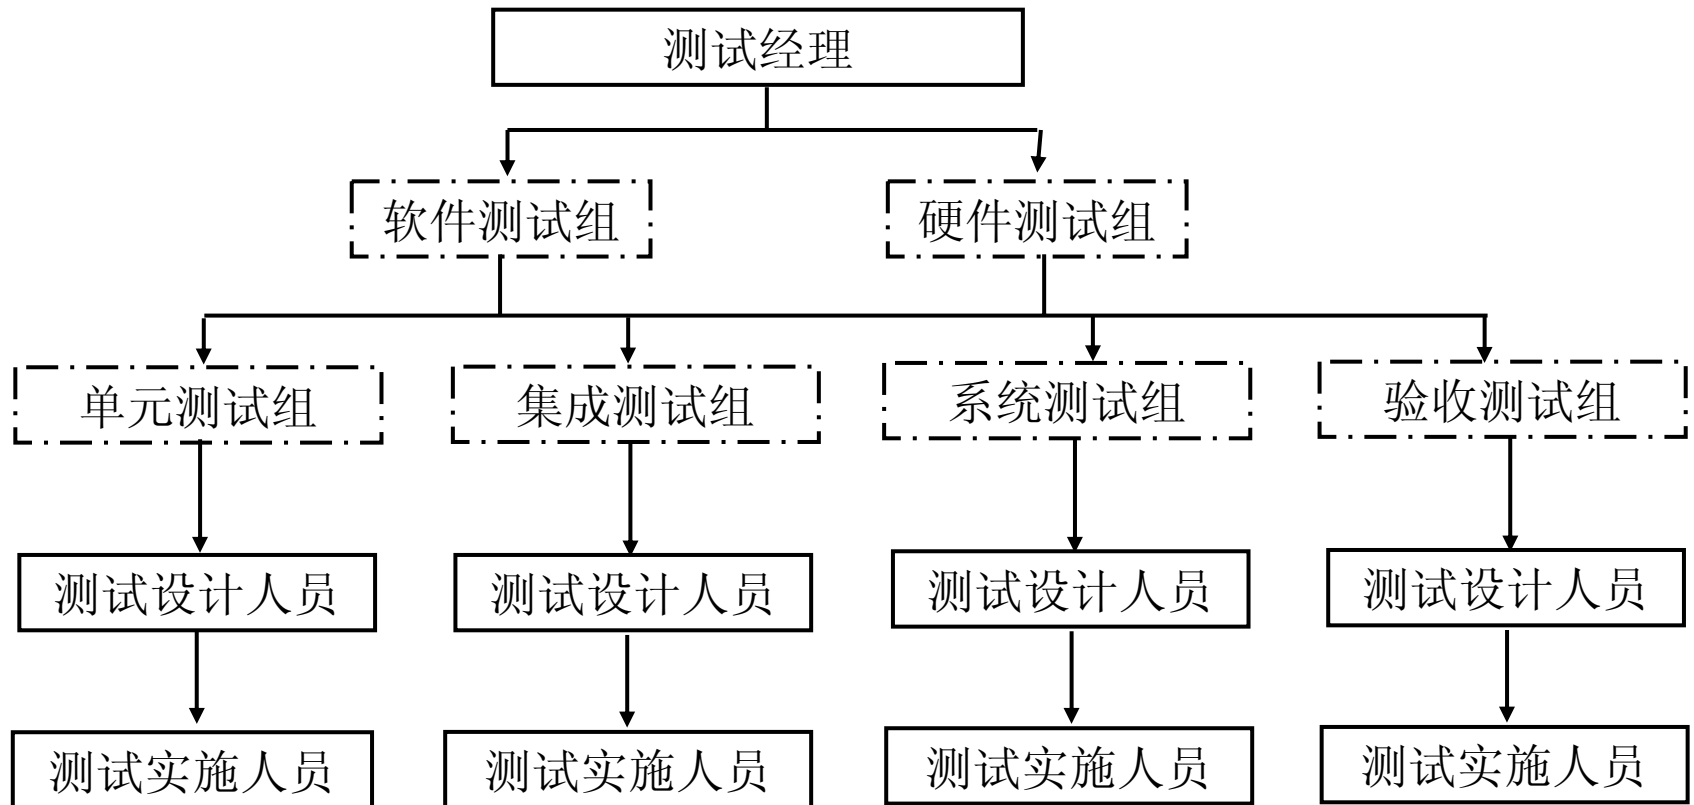 测试经理
软件测试组
硬件测试组
单元测试组
集成测试组
系统测试组
验收测试组
测试设计人员
测试设计人员
测试设计人员
测试设计人员
测试实施人员
测试实施人员
测试实施人员
测试实施人员